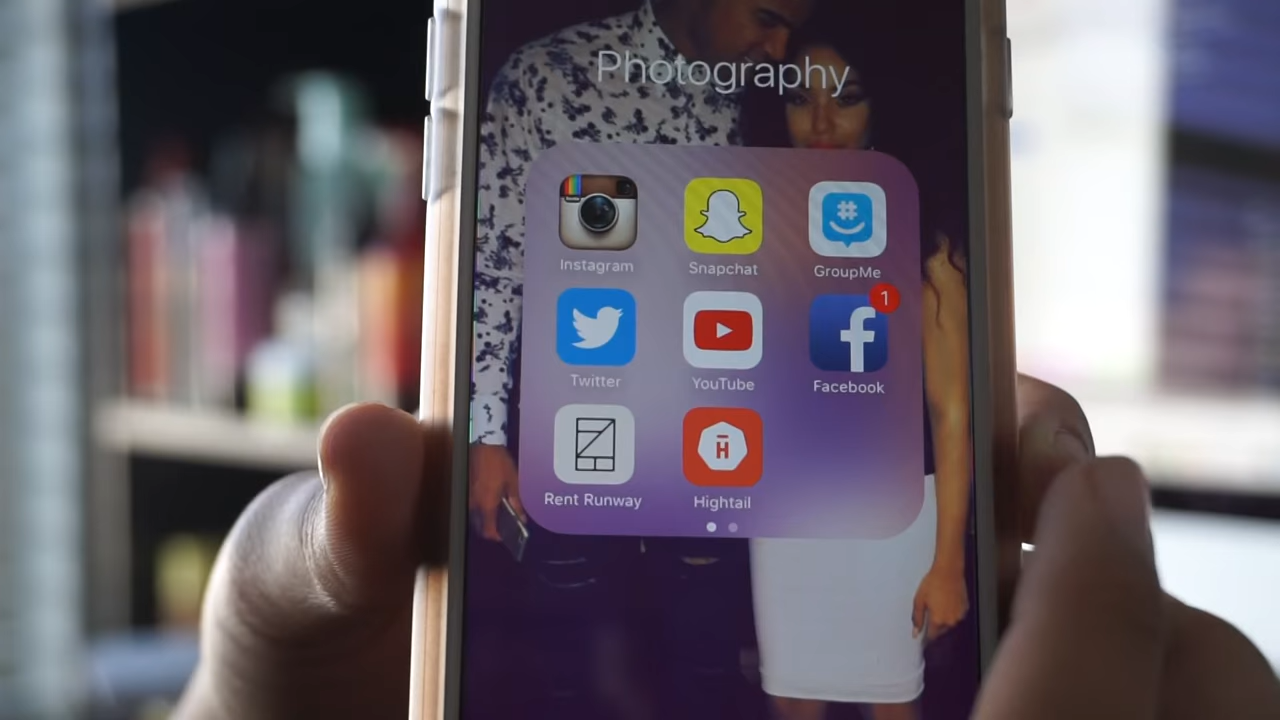 Photography
Instagram Snapchat GroupMe
1
Twitter YouTube Facebook
Rent Runway Hightail